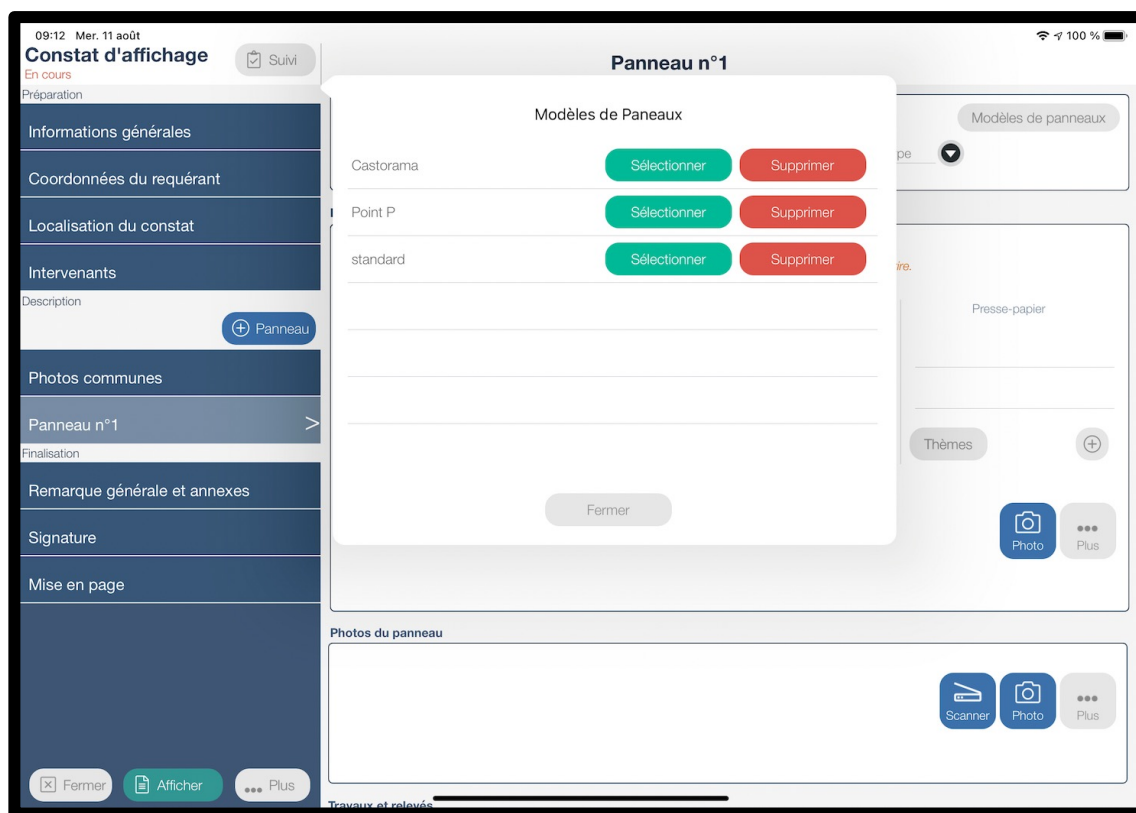 09:12 Mer. 11 août
100 %
Constat d'affichage
Suivi
En cours
Panneau n°1
Préparation
Informations générales
Coordonnées du requérant
Localisation du constat
Intervenants
Description
Panneau
Photos communes
Panneau n°1 >
Finalisation
Remarque générale et annexes
Signature
Mise en page
Fermer
Afficher
Plus
Modèles de Paneaux
Castorama Sélectionner Supprimer
Point P Sélectionner Supprimer
standard Sélectionner Supprimer
Fermer
Modèles de panneaux
pe
ire.
Presse-papier
Thèmes
Photo
Plus
Photos du panneau
Scanner
Photo
Plus
Travaux et relevés